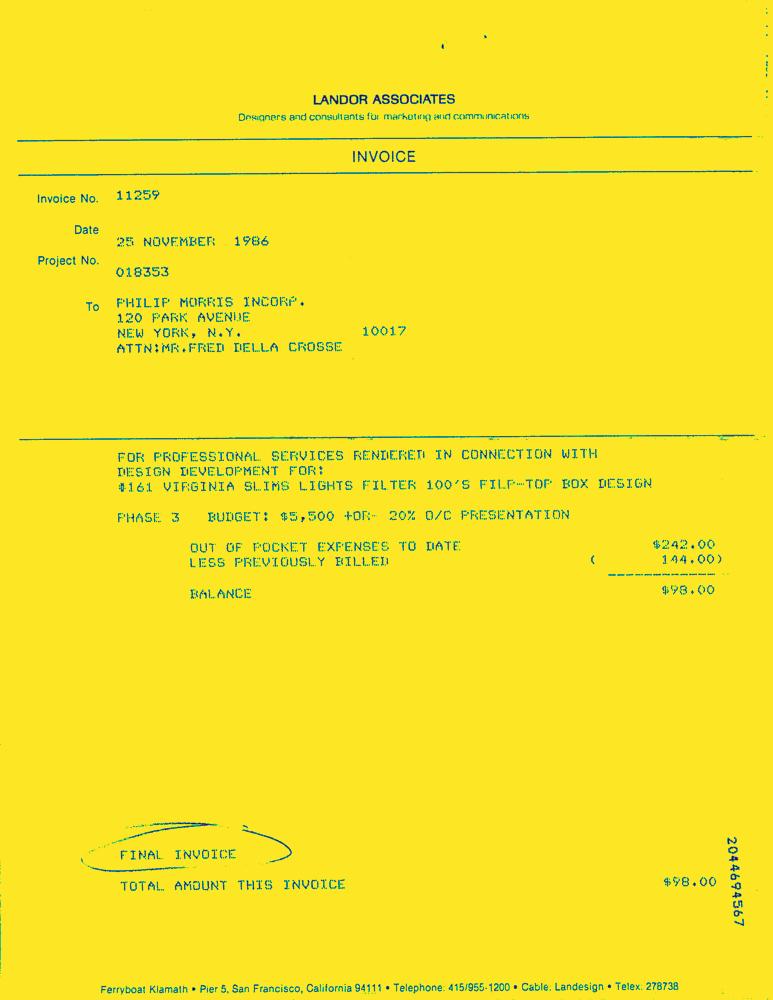 LANDOR ASSOCIATES
Designers and consultants for marketing and communications
INVOICE
Invoice No. 11259
Date
25 NOVEMBER 1986
Project No.
018353
To PHILIP MORRIS INCORP.
120 PARK AVENUE
NEW YORK, N.Y. 10017
ATTN:MR.FRED DELLA CROSSE
FOR PROFESSIONAL SERVICES RENDERED IN CONNECTION WITH
DESIGN DEVELOPMENT FOR:
#161 VIRGINIA SLIMS LIGHTS FILTER 100'S FILP-TOP BOX DESIGN
PHASE 3 BUDGET: $5,500 +OR- 20% O/C PRESENTATION
OUT OF POCKET EXPENSES TO DATE $242.00
LESS PREVIOUSLY BILLED ( 144.00)
BALANCE $98.00
FINAL INVOICE
TOTAL AMOUNT THIS INVOICE $98.00
2044694567
Ferryboat Klamath • Pier 5, San Francisco, California 94111 • Telephone: 415/955-1200 • Cable: Landesign • Telex: 278738